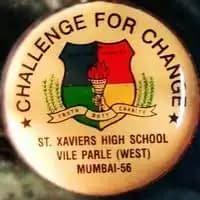 ★ CHALLENGE FOR CHANGE ★
TRUTH DUTY CHARITY
ST. XAVIERS HIGH SCHOOL
VILE PARLE (WEST)
MUMBAI-56